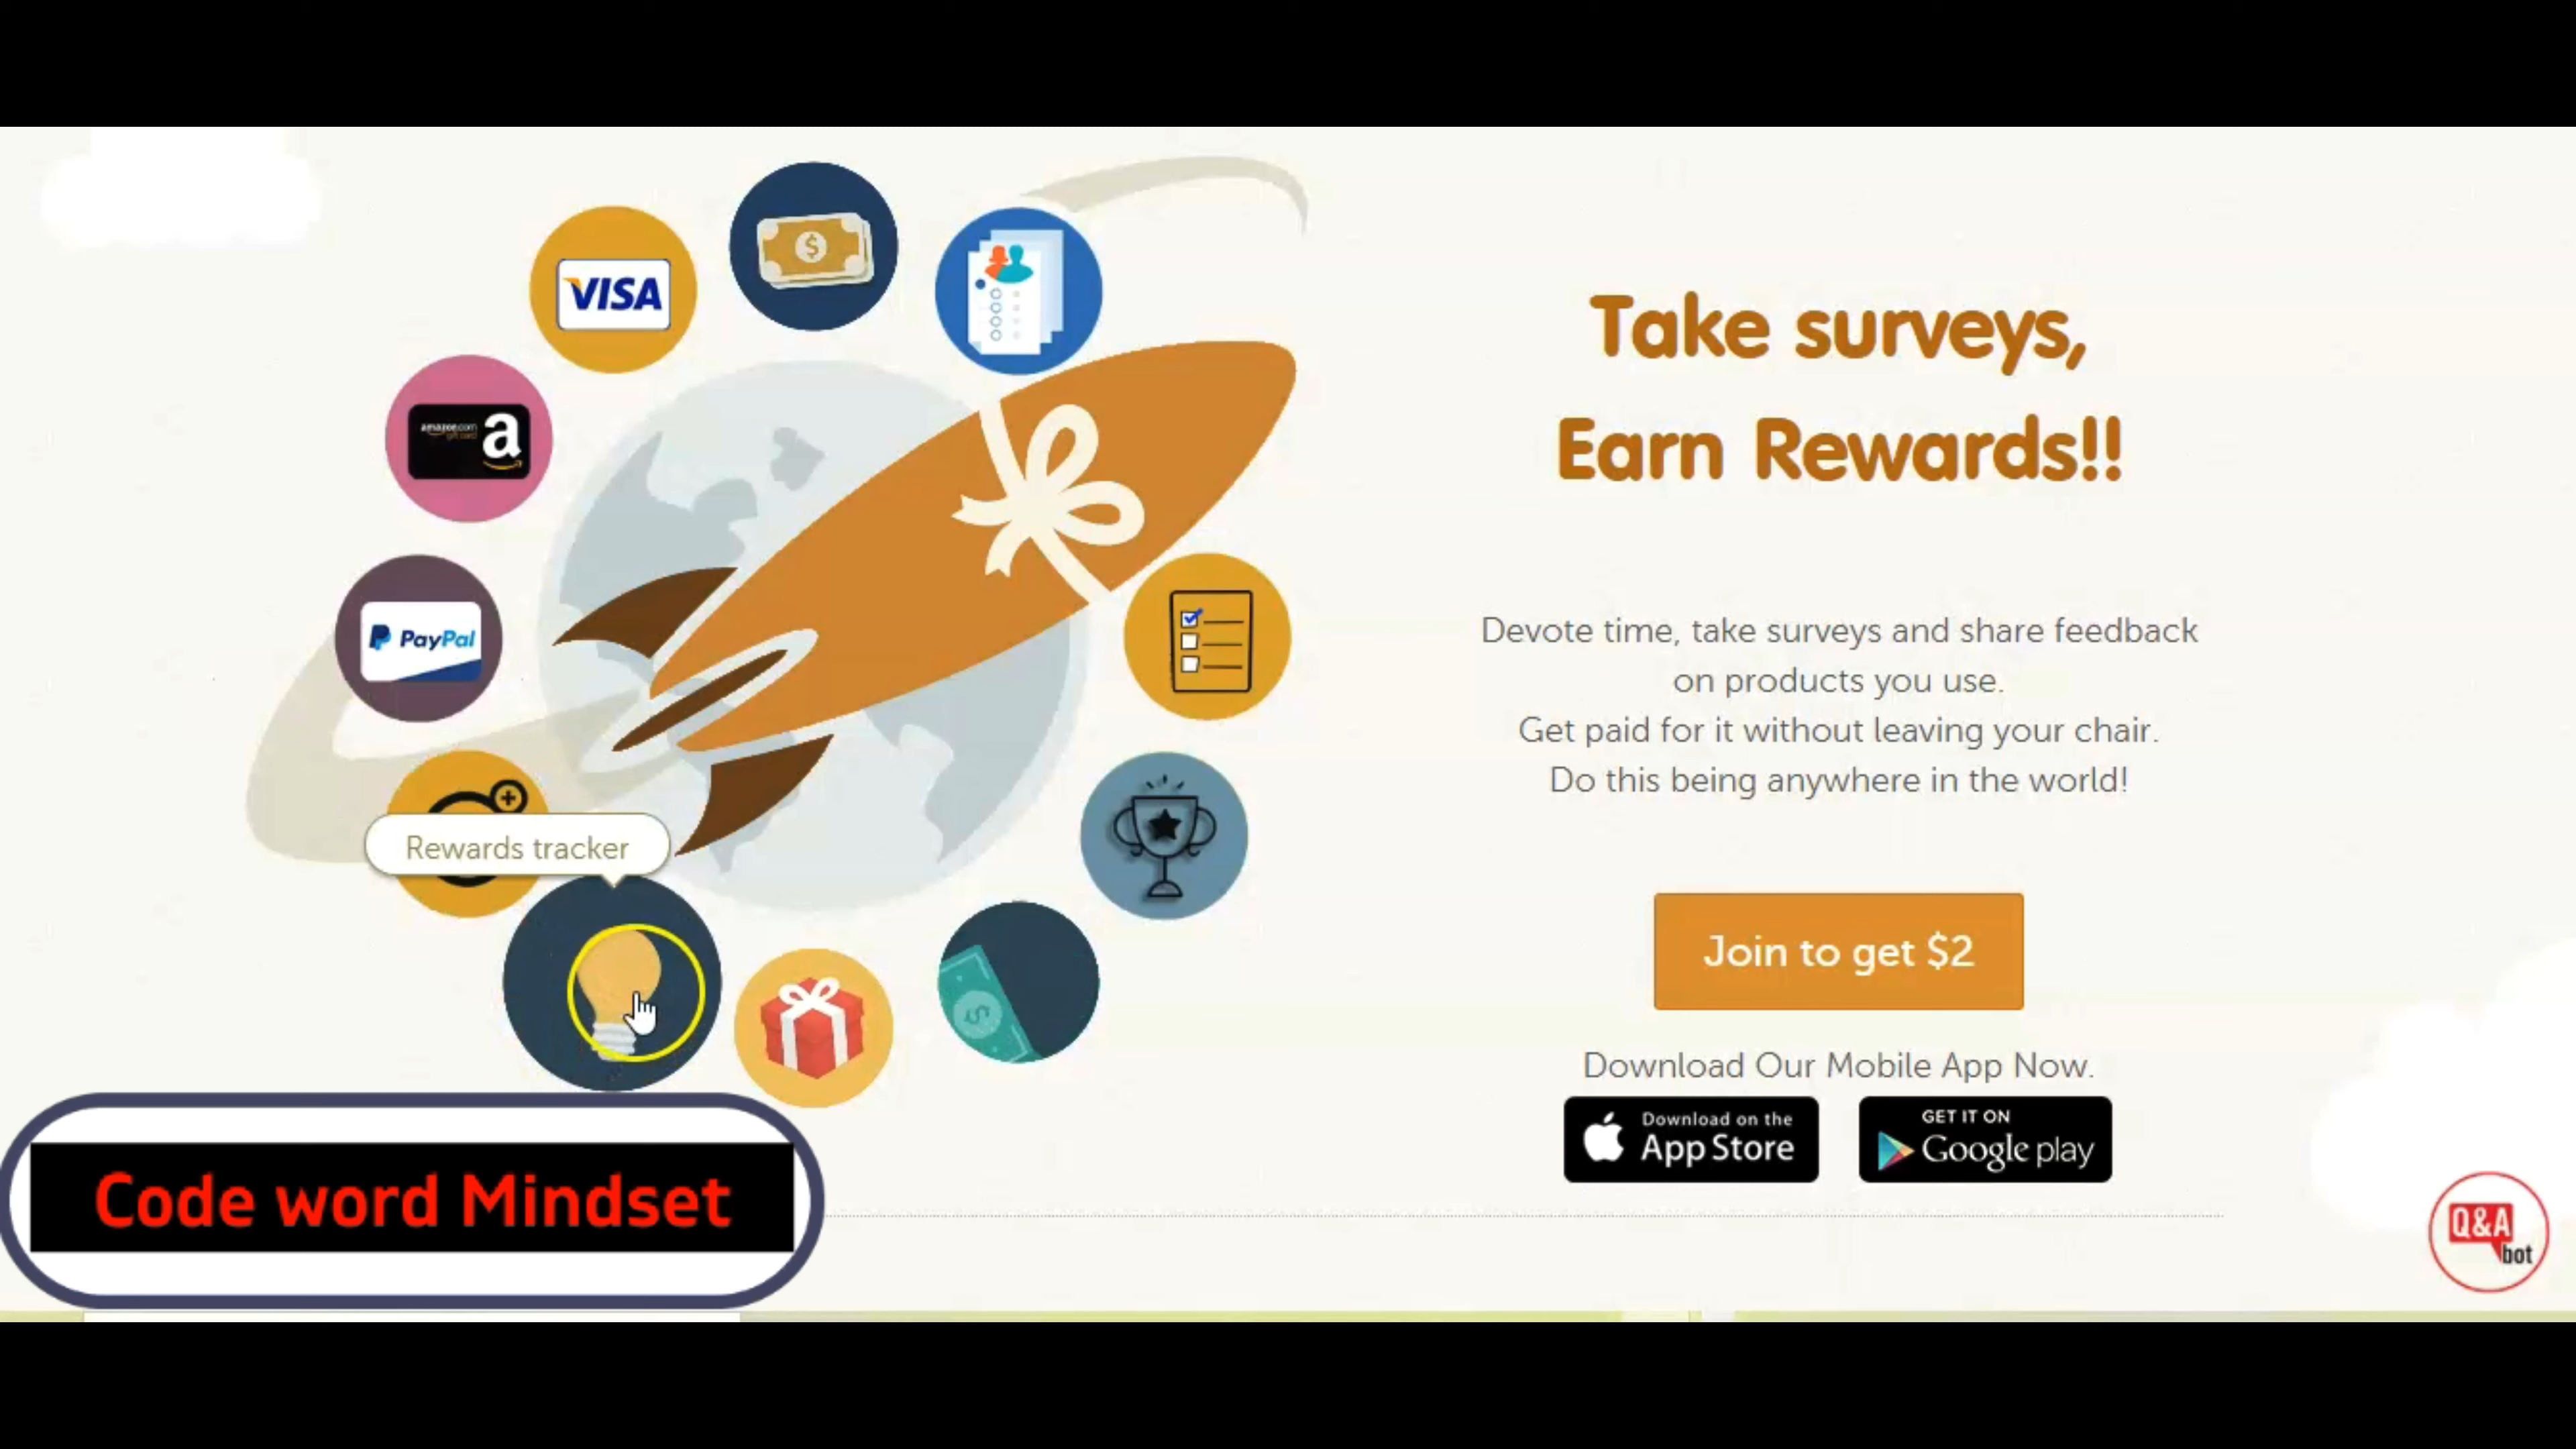 VISA
amazon.com
a
PayPal
Rewards tracker
Code word Mindset
Take surveys,
Earn Rewards!!
Devote time, take surveys and share feedback
on products you use.
Get paid for it without leaving your chair.
Do this being anywhere in the world!
Join to get $2
Download Our Mobile App Now.
Download on the
App Store
GET IT ON
Google play
Q&A
bot